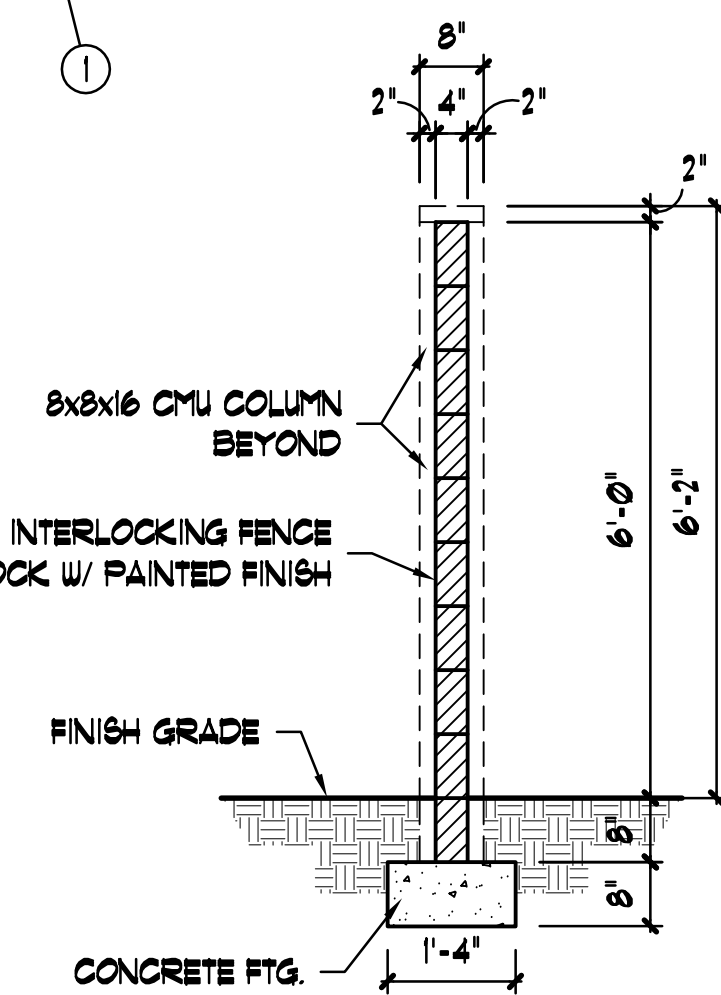 1
8"
2" 4" 2"
2"
8x8x16 CMU COLUMN
BEYOND
6'-0"
6'-2"
INTERLOCKING FENCE
W/ PAINTED FINISH
FINISH GRADE
8"
8"
1'-4"
CONCRETE FTG.